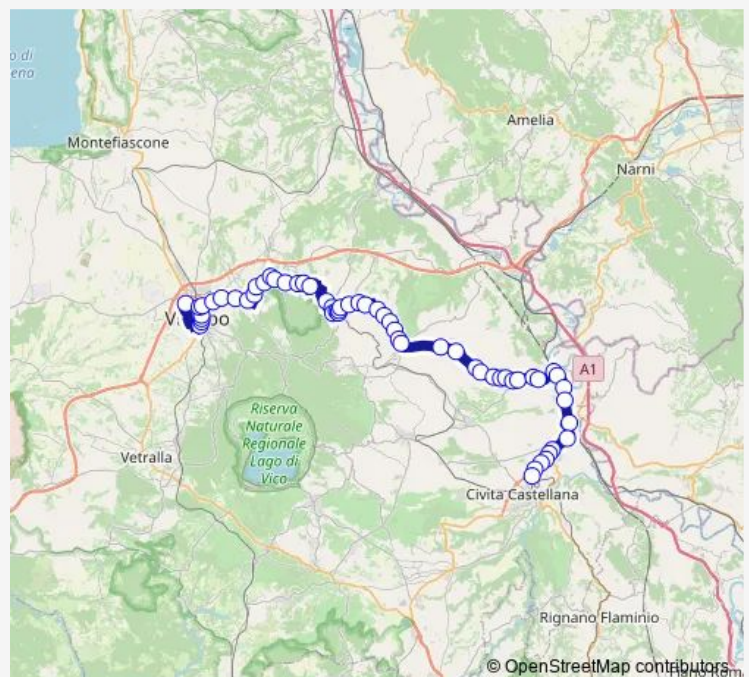 Amelia
Montefiascone
Narni
A1
Riserva
Naturale
Regionale
Lago di
Vico
Vetralla
Civita Castellana
Rignano Flaminio
© OpenStreetMap contributors